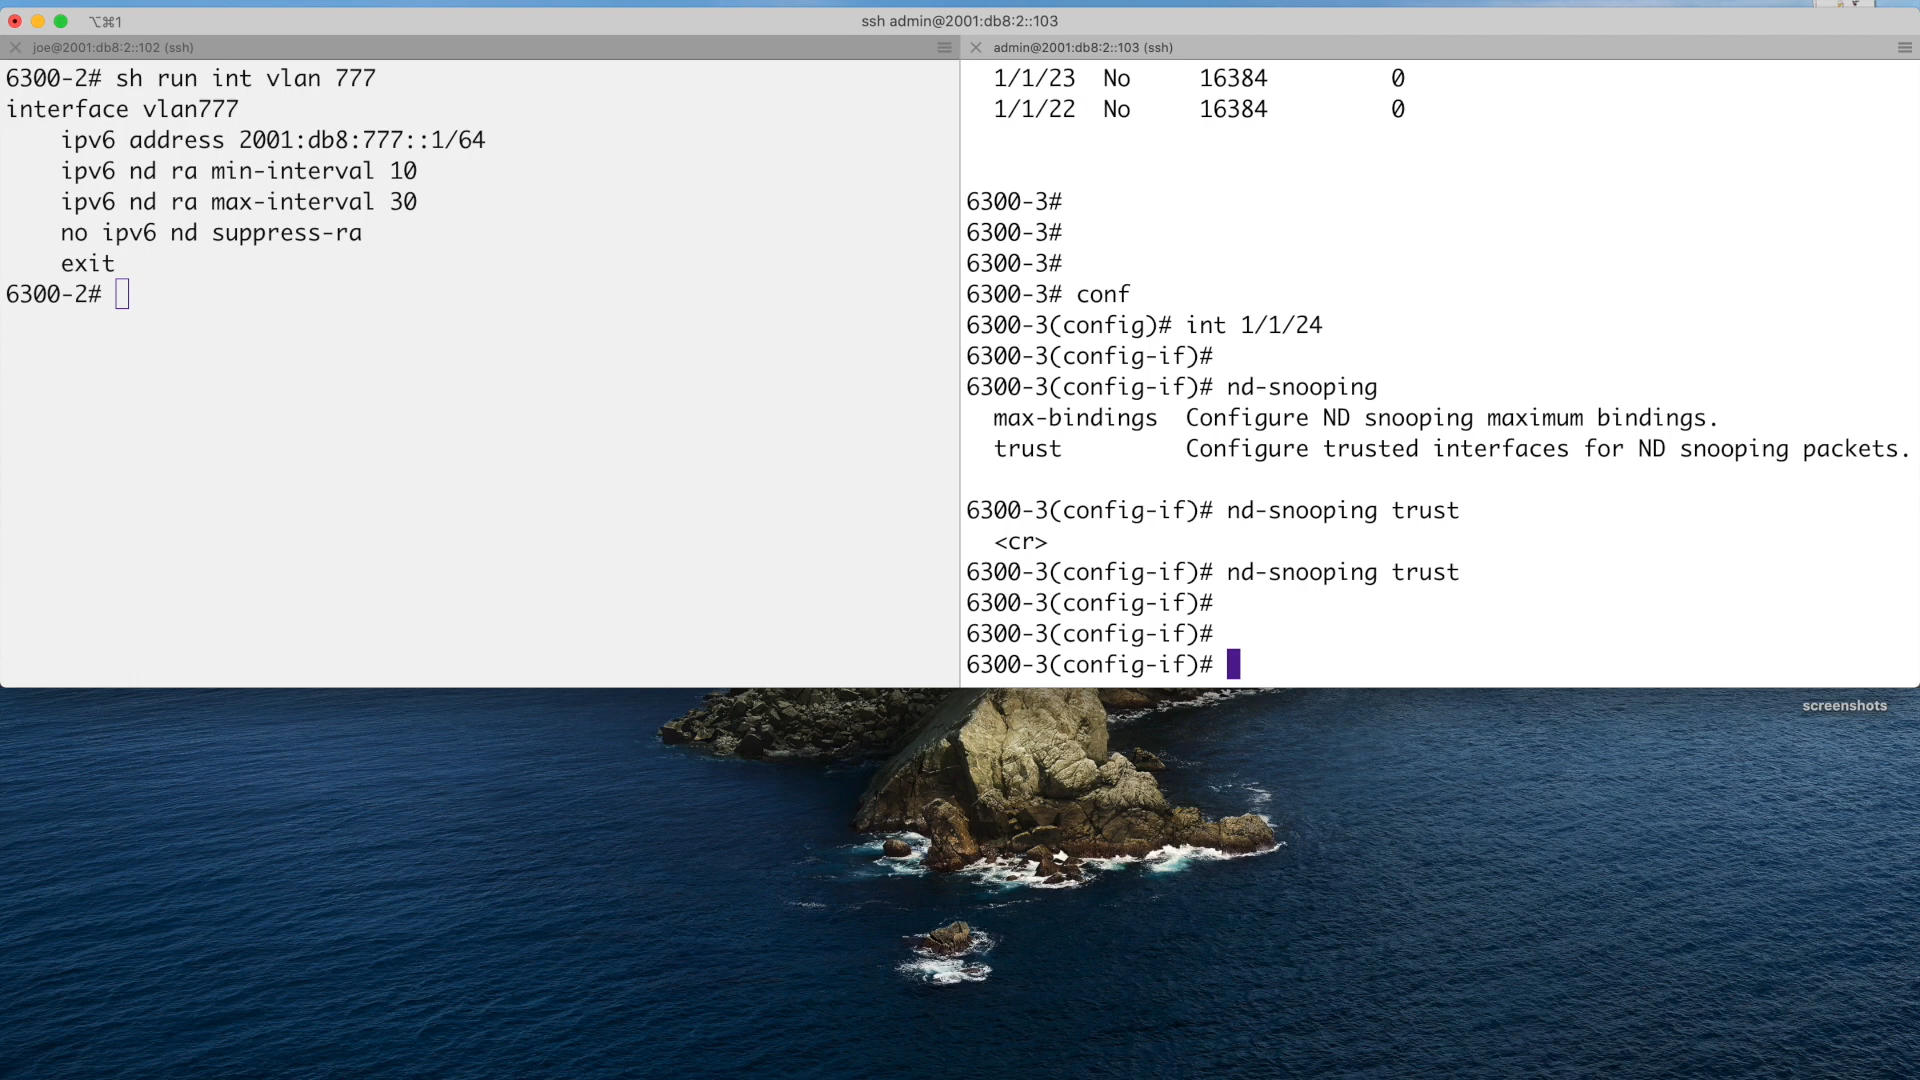 ⌥⌘1
ssh admin@2001:db8:2::103
joe@2001:db8:2::102 (ssh)
6300-2# sh run int vlan 777
interface vlan777
    ipv6 address 2001:db8:777::1/64
    ipv6 nd ra min-interval 10
    ipv6 nd ra max-interval 30
    no ipv6 nd suppress-ra
    exit
6300-2#
admin@2001:db8:2::103 (ssh)
  1/1/23  No     16384         0
  1/1/22  No     16384         0
6300-3#
6300-3#
6300-3#
6300-3# conf
6300-3(config)# int 1/1/24
6300-3(config-if)#
6300-3(config-if)# nd-snooping
  max-bindings  Configure ND snooping maximum bindings.
  trust         Configure trusted interfaces for ND snooping packets.
6300-3(config-if)# nd-snooping trust
  <cr>
6300-3(config-if)# nd-snooping trust
6300-3(config-if)#
6300-3(config-if)#
6300-3(config-if)#
screenshots